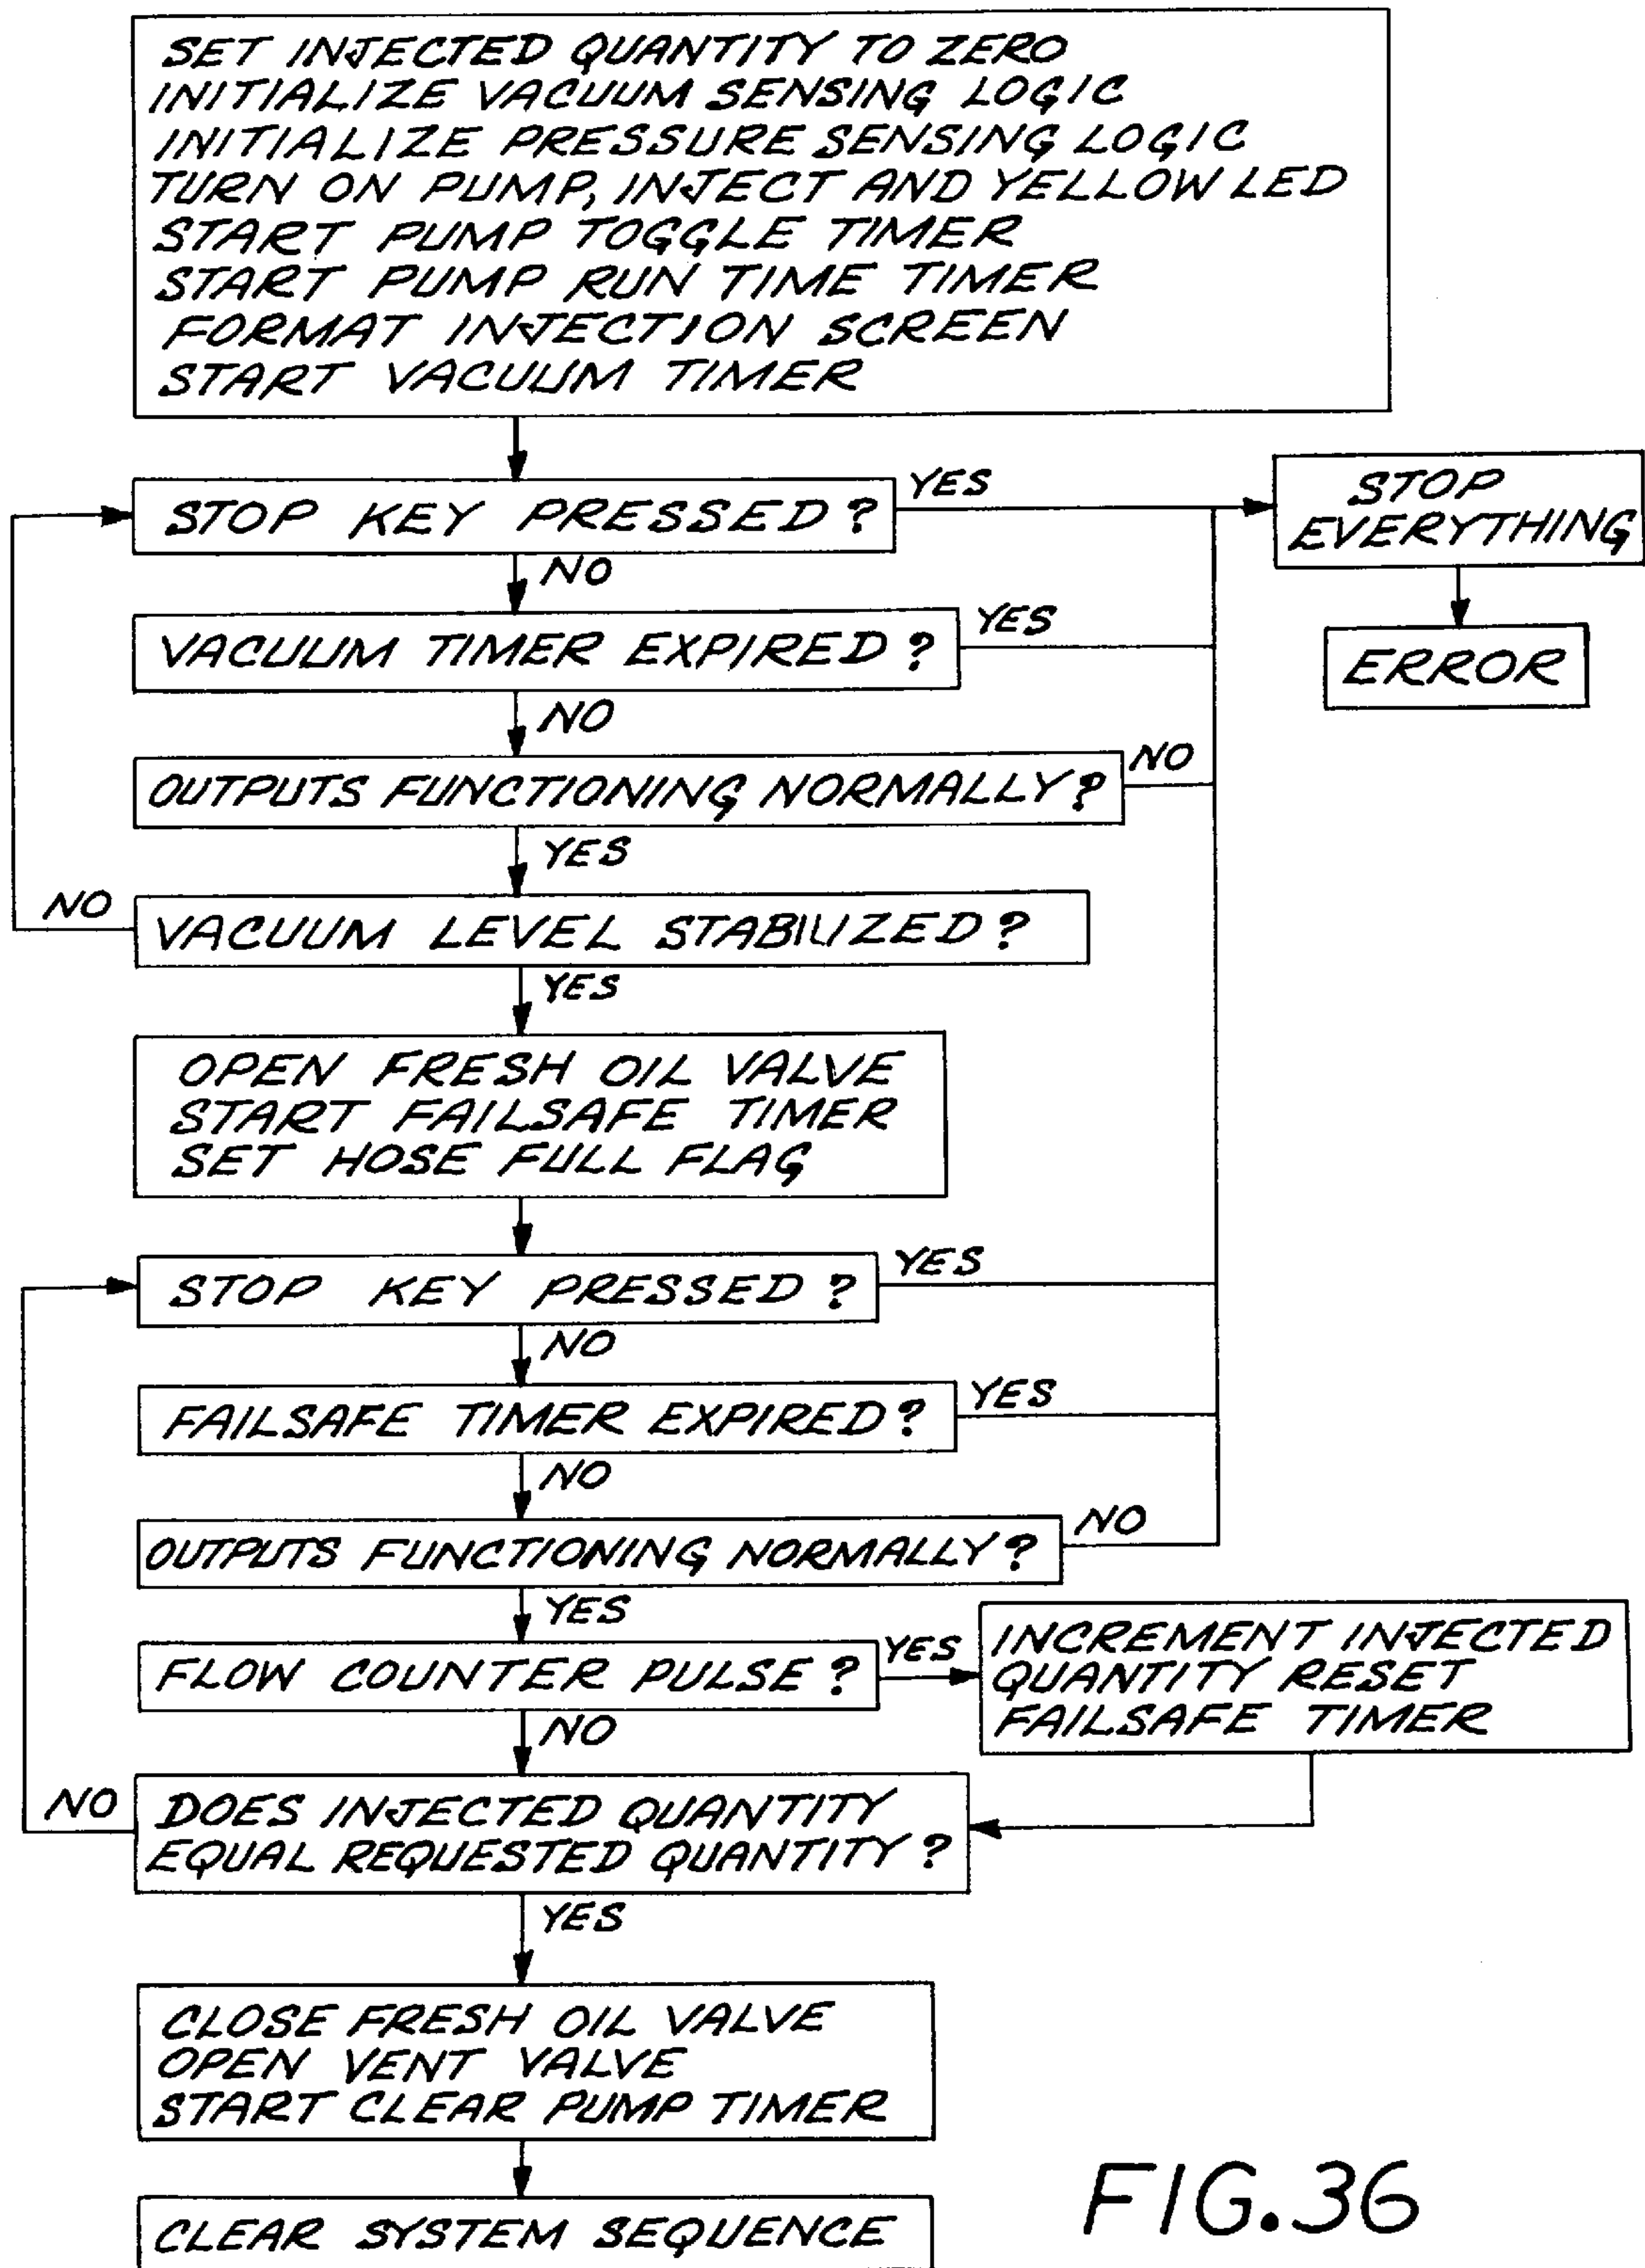 SET INJECTED QUANTITY TO ZERO
INITIALIZE VACUUM SENSING LOGIC
INITIALIZE PRESSURE SENSING LOGIC
TURN ON PUMP, INJECT AND YELLOW LED
START PUMP TOGGLE TIMER
START PUMP RUN TIME TIMER
FORMAT INJECTION SCREEN
START VACUUM TIMER
STOP KEY PRESSED?
YES
STOP
EVERYTHING
ERROR
NO
VACUUM TIMER EXPIRED?
YES
NO
OUTPUTS FUNCTIONING NORMALLY?
NO
YES
NO
VACUUM LEVEL STABILIZED?
YES
OPEN FRESH OIL VALVE
START FAILSAFE TIMER
SET HOSE FULL FLAG
STOP KEY PRESSED?
YES
NO
FAILSAFE TIMER EXPIRED?
YES
NO
OUTPUTS FUNCTIONING NORMALLY?
NO
YES
FLOW COUNTER PULSE?
YES
INCREMENT INJECTED
QUANTITY RESET
FAILSAFE TIMER
NO
NO
DOES INJECTED QUANTITY
EQUAL REQUESTED QUANTITY?
YES
CLOSE FRESH OIL VALVE
OPEN VENT VALVE
START CLEAR PUMP TIMER
CLEAR SYSTEM SEQUENCE
FIG.36